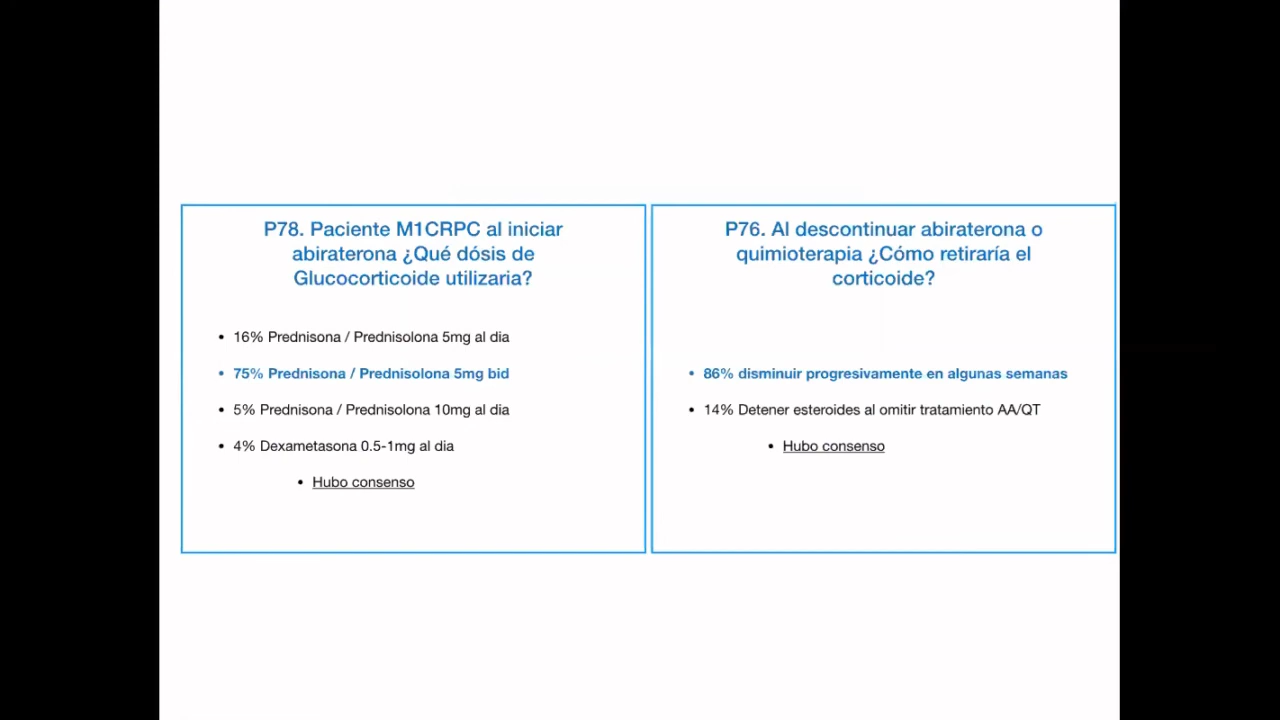 P78. Paciente M1CRPC al iniciar
abiraterona ¿Qué dósis de
Glucocorticoide utilizaria?
• 16% Prednisona / Prednisolona 5mg al dia
• 75% Prednisona / Prednisolona 5mg bid
• 5% Prednisona / Prednisolona 10mg al dia
• 4% Dexametasona 0.5-1mg al dia
• Hubo consenso
P76. Al descontinuar abiraterona o
quimioterapia ¿Cómo retiraría el
corticoide?
• 86% disminuir progresivamente en algunas semanas
• 14% Detener esteroides al omitir tratamiento AA/QT
• Hubo consenso